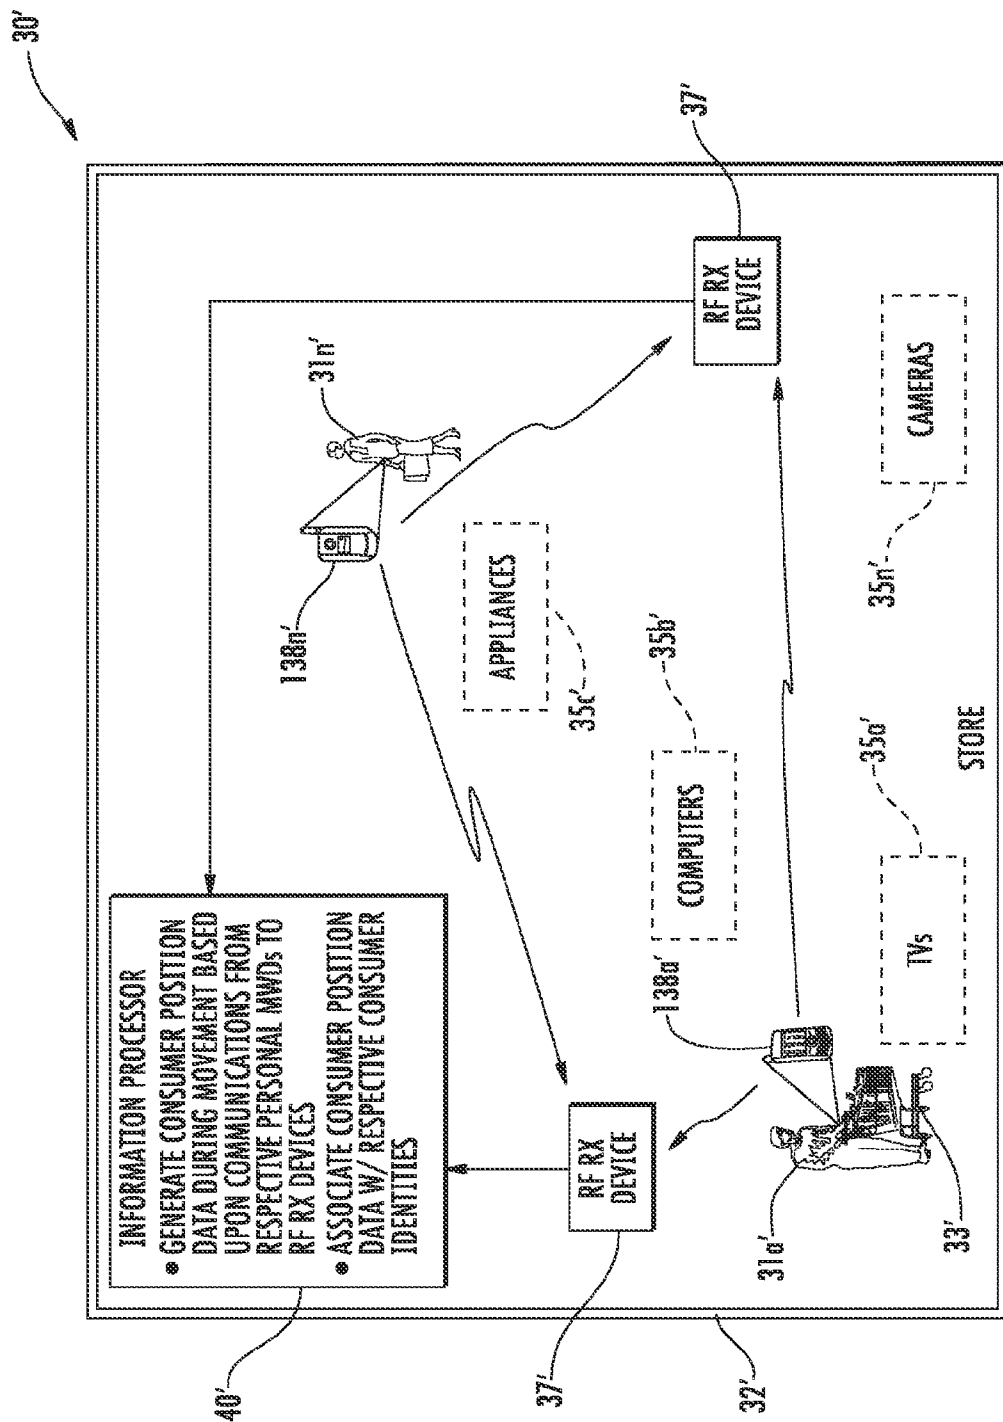 30'
INFORMATION PROCESSOR
• GENERATE CONSUMER POSITION
DATA DURING MOVEMENT BASED
UPON COMMUNICATIONS FROM
RESPECTIVE PERSONAL MWDs TO
RF RX DEVICES
• ASSOCIATE CONSUMER POSITION
DATA W/ RESPECTIVE CONSUMER
IDENTITIES
40'
138n'
31n'
37'
RF RX
DEVICE
APPLIANCES
35c'
RF RX
DEVICE
37'
COMPUTERS
35b'
138a'
31a'
33'
TVs
35a'
CAMERAS
35n'
STORE
32'